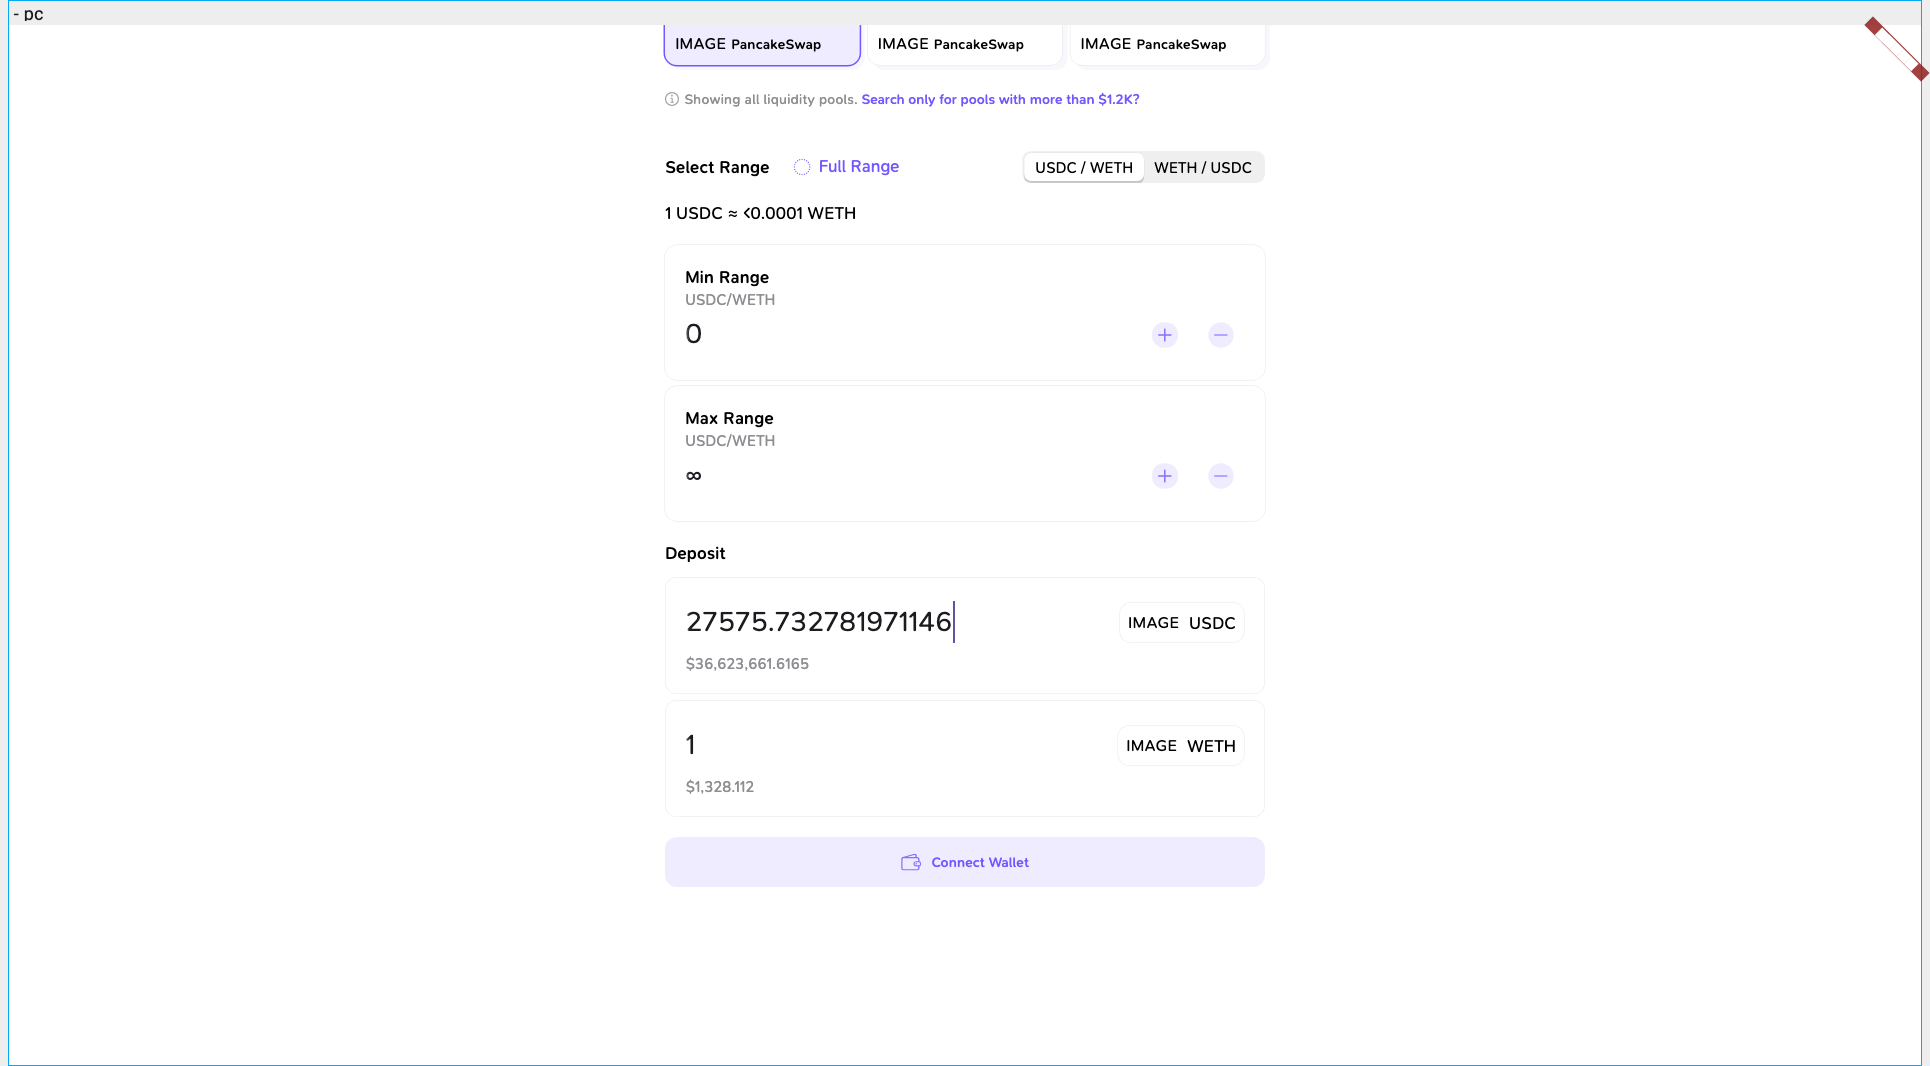 - pc
IMAGE PancakeSwap IMAGE PancakeSwap IMAGE PancakeSwap
Showing all liquidity pools. Search only for pools with more than $1.2K?
Select Range Full Range USDC / WETH WETH / USDC
1 USDC ≈ <0.0001 WETH
Min Range
USDC/WETH
0
Max Range
USDC/WETH
∞
Deposit
27575.732781971146 IMAGE USDC
$36,623,661.6165
1 IMAGE WETH
$1,328.112
Connect Wallet